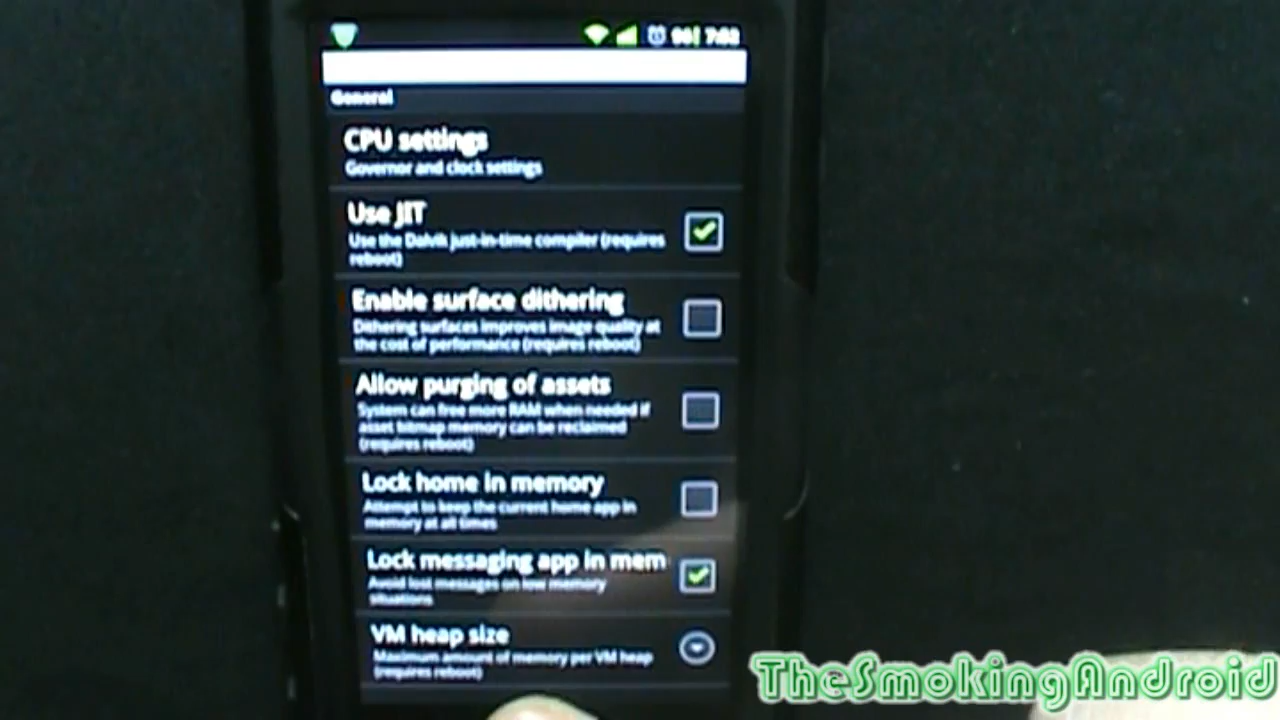 96 7:52
General
CPU settings
Governor and clock settings
Use JIT
Use the Dalvik just-in-time compiler (requires
reboot)
Enable surface dithering
Dithering surfaces improves image quality at
the cost of performance (requires reboot)
Allow purging of assets
System can free more RAM when needed if
asset bitmap memory can be reclaimed
(requires reboot)
Lock home in memory
Attempt to keep the current home app in
memory at all times
Lock messaging app in mem
Avoid lost messages on low memory
situations
VM heap size
Maximum amount of memory per VM heap
(requires reboot)
TheSmokingAndroid